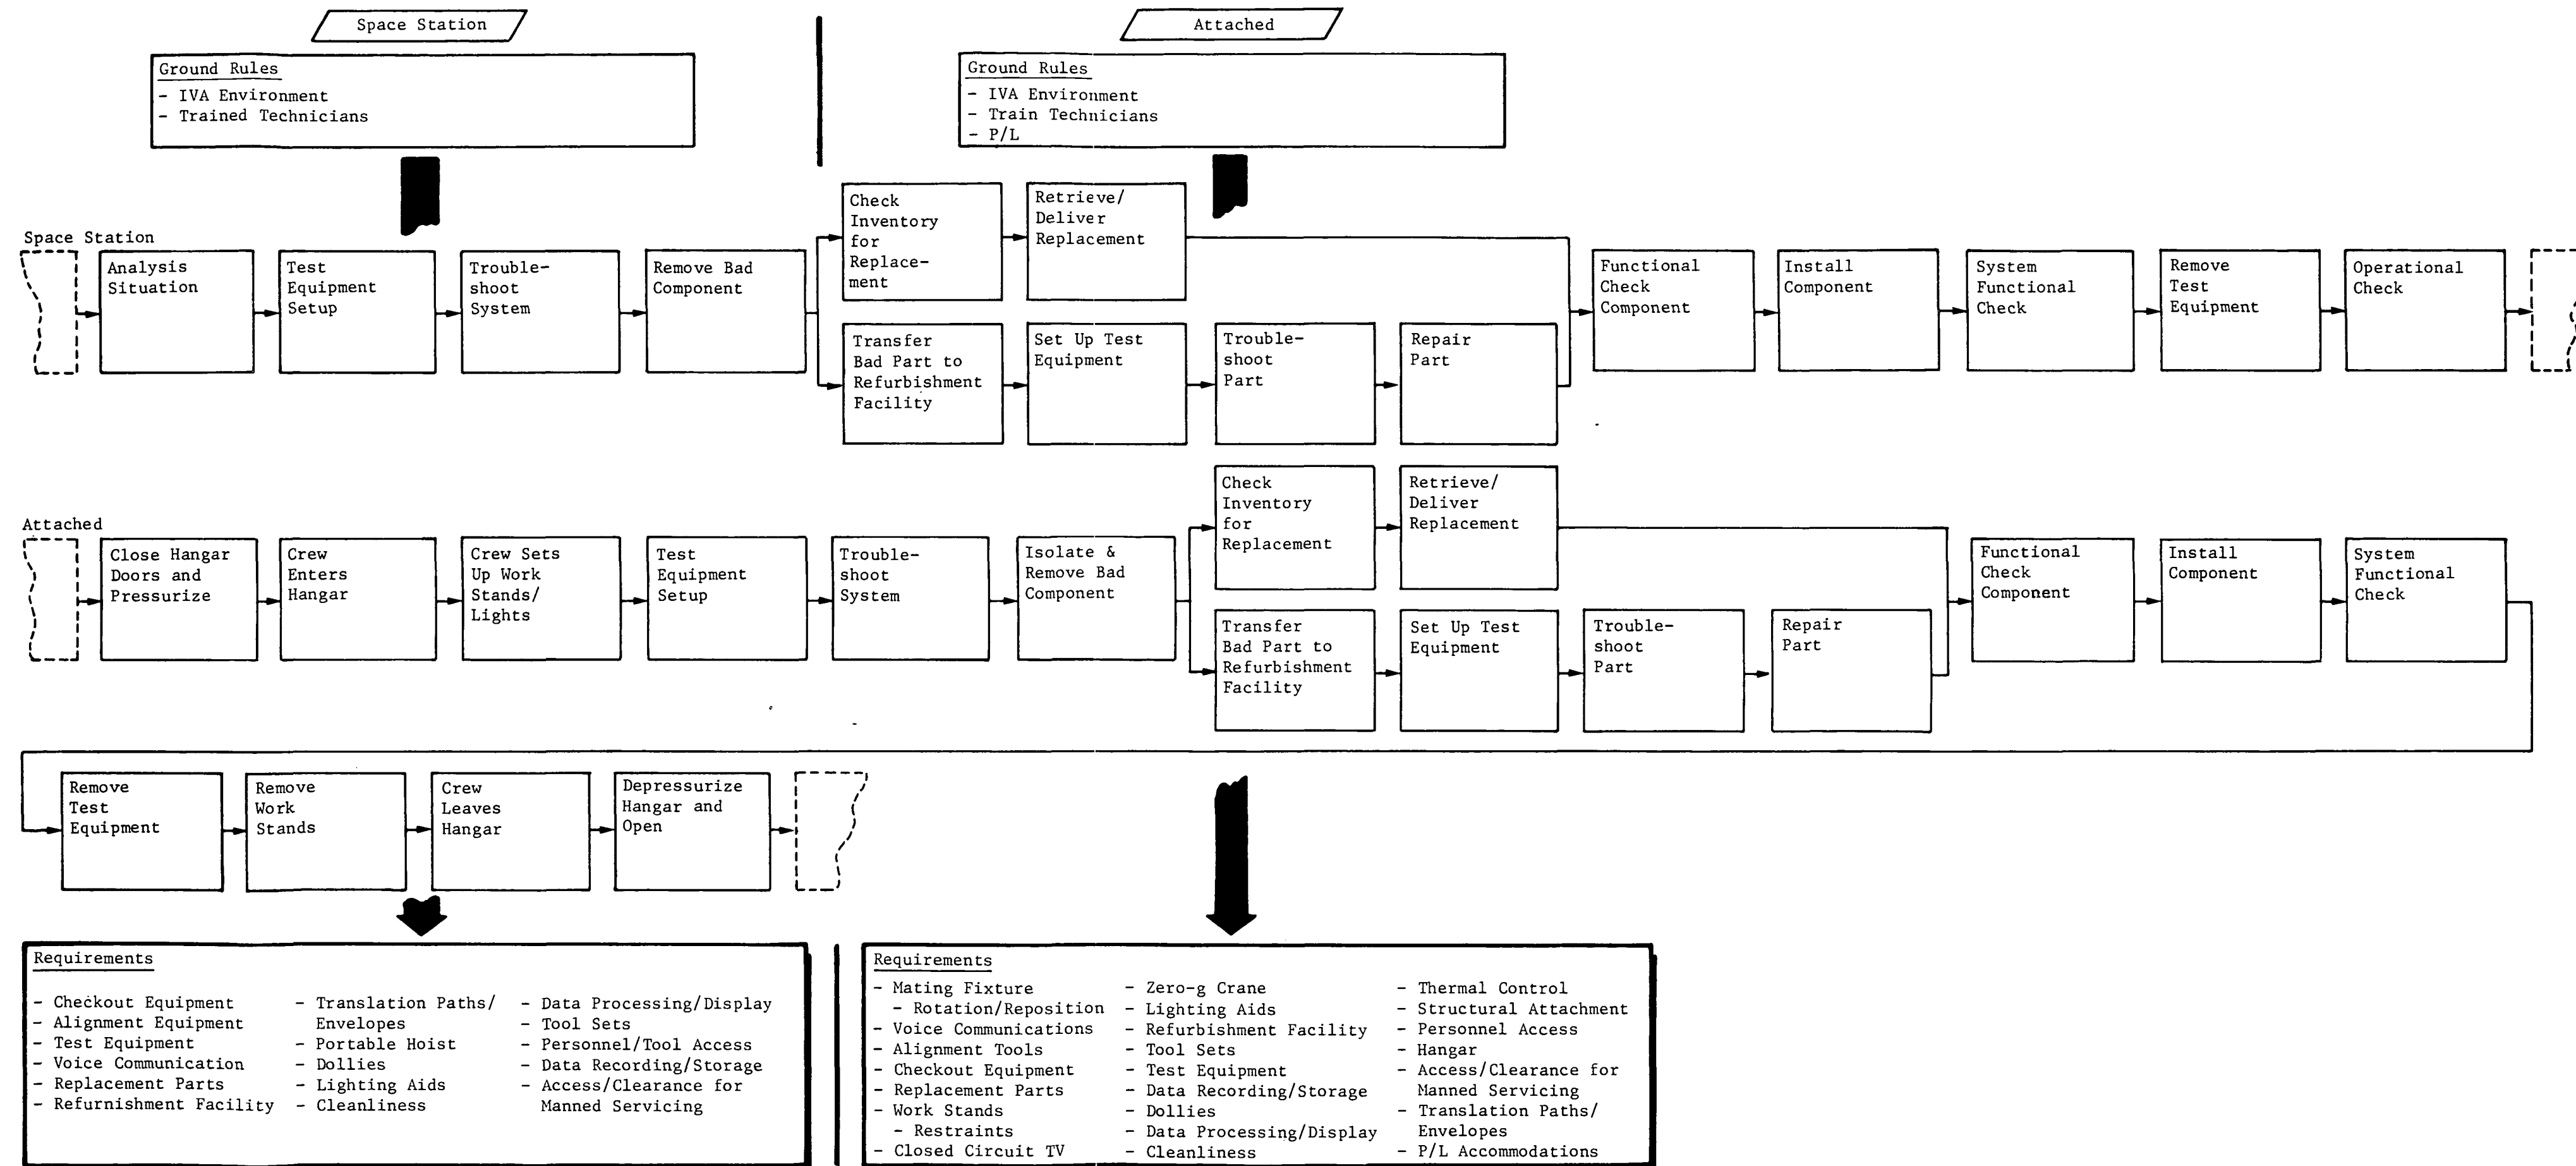 Space Station
Ground Rules
- IVA Environment
- Trained Technicians
Attached
Ground Rules
- IVA Environment
- Train Technicians
- P/L
Space Station
Analysis
Situation
Test
Equipment
Setup
Trouble-
shoot
System
Remove Bad
Component
Check
Inventory
for
Replace-
ment
Retrieve/
Deliver
Replacement
Transfer
Bad Part to
Refurbishment
Facility
Set Up Test
Equipment
Trouble-
shoot
Part
Repair
Part
Functional
Check
Component
Install
Component
System
Functional
Check
Remove
Test
Equipment
Operational
Check
Attached
Close Hangar
Doors and
Pressurize
Crew
Enters
Hangar
Crew Sets
Up Work
Stands/
Lights
Test
Equipment
Setup
Trouble-
shoot
System
Isolate &
Remove Bad
Component
Check
Inventory
for
Replacement
Retrieve/
Deliver
Replacement
Transfer
Bad Part to
Refurbishment
Facility
Set Up Test
Equipment
Trouble-
shoot
Part
Repair
Part
Functional
Check
Component
Install
Component
System
Functional
Check
Remove
Test
Equipment
Remove
Work
Stands
Crew
Leaves
Hangar
Depressurize
Hangar and
Open
Requirements
- Checkout Equipment
- Alignment Equipment
- Test Equipment
- Voice Communication
- Replacement Parts
- Refurnishment Facility
- Translation Paths/
Envelopes
- Portable Hoist
- Dollies
- Lighting Aids
- Cleanliness
- Data Processing/Display
- Tool Sets
- Personnel/Tool Access
- Data Recording/Storage
- Access/Clearance for
Manned Servicing
Requirements
- Mating Fixture
- Rotation/Reposition
- Voice Communications
- Alignment Tools
- Checkout Equipment
- Replacement Parts
- Work Stands
- Restraints
- Closed Circuit TV
- Zero-g Crane
- Lighting Aids
- Refurbishment Facility
- Tool Sets
- Test Equipment
- Data Recording/Storage
- Dollies
- Data Processing/Display
- Cleanliness
- Thermal Control
- Structural Attachment
- Personnel Access
- Hangar
- Access/Clearance for
Manned Servicing
- Translation Paths/
Envelopes
- P/L Accommodations